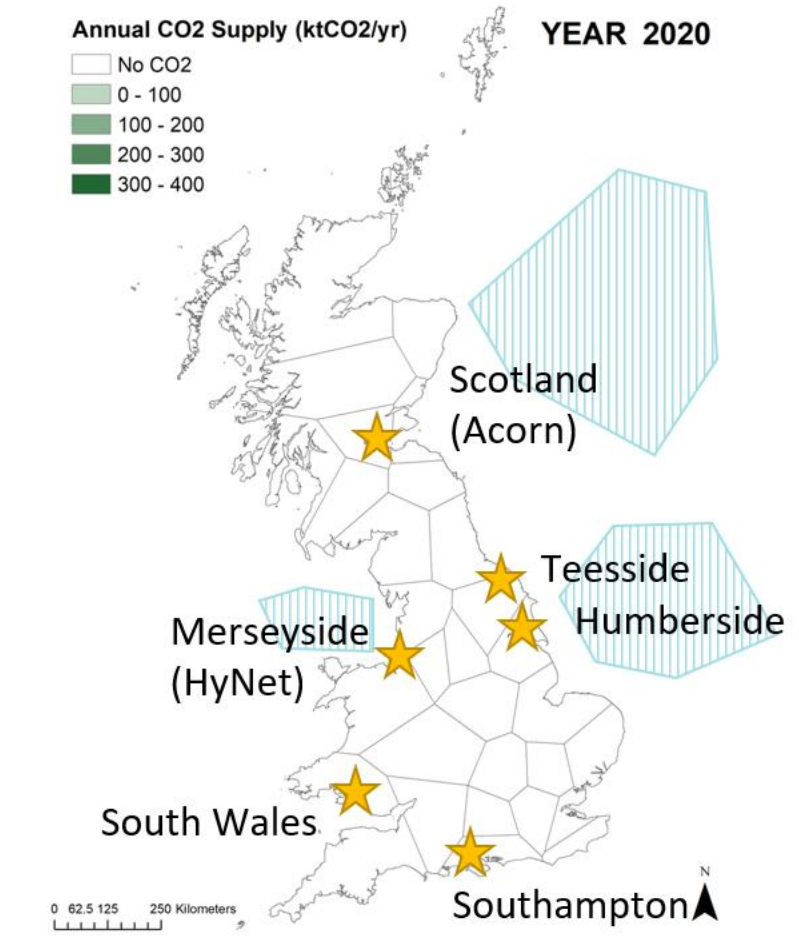 Annual CO2 Supply (ktCO2/yr)
YEAR 2020
No CO2
0 - 100
100 - 200
200 - 300
300 - 400
Scotland
(Acorn)
Teesside
Humberside
Merseyside
(HyNet)
South Wales
Southampton
N
0 62.5 125 250 Kilometers